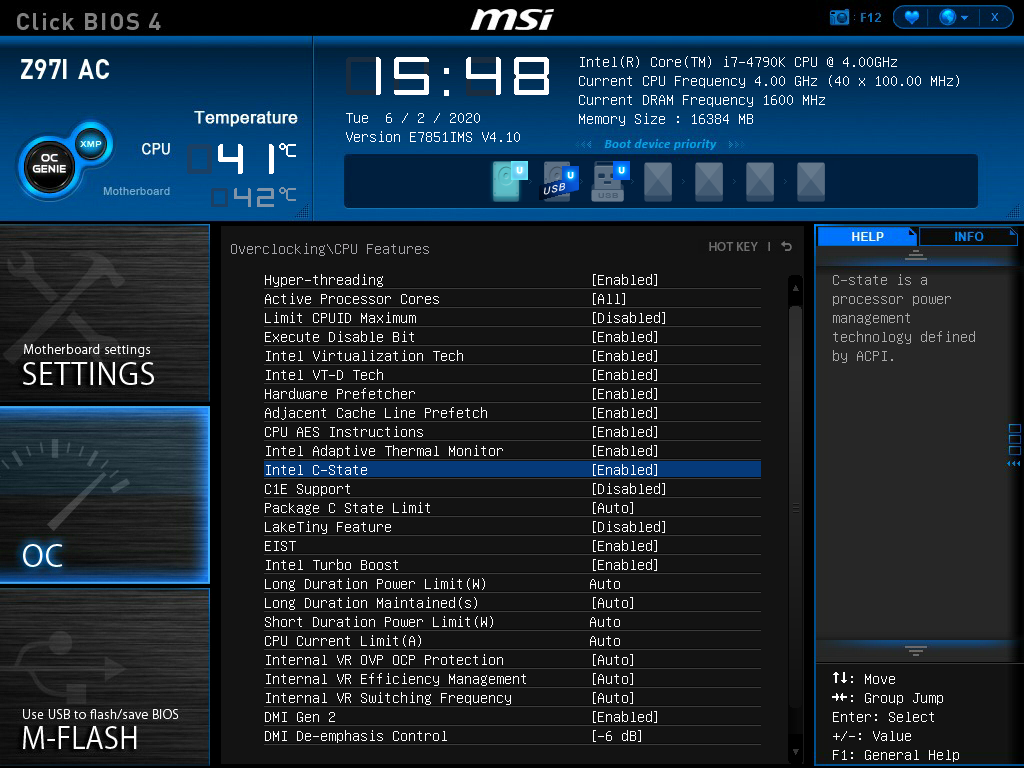 Click BIOS 4
msi
: F12
X
Z97I AC
15:48
Tue 6 / 2 / 2020
Version E7851IMS V4.10
Intel(R) Core(TM) i7-4790K CPU @ 4.00GHz
Current CPU Frequency 4.00 GHz (40 x 100.00 MHz)
Current DRAM Frequency 1600 MHz
Memory Size : 16384 MB
Boot device priority
U
USB U
USB U
OC GENIE
XMP
Temperature
CPU 41°C
Motherboard 42°C
Motherboard settings
SETTINGS
OC
Use USB to flash/save BIOS
M-FLASH
Overclocking\CPU Features
HOT KEY |
Hyper-threading [Enabled]
Active Processor Cores [All]
Limit CPUID Maximum [Disabled]
Execute Disable Bit [Enabled]
Intel Virtualization Tech [Enabled]
Intel VT-D Tech [Enabled]
Hardware Prefetcher [Enabled]
Adjacent Cache Line Prefetch [Enabled]
CPU AES Instructions [Enabled]
Intel Adaptive Thermal Monitor [Enabled]
Intel C-State [Enabled]
C1E Support [Disabled]
Package C State Limit [Auto]
LakeTiny Feature [Disabled]
EIST [Enabled]
Intel Turbo Boost [Enabled]
Long Duration Power Limit(W) Auto
Long Duration Maintained(s) [Auto]
Short Duration Power Limit(W) Auto
CPU Current Limit(A) Auto
Internal VR OVP OCP Protection [Auto]
Internal VR Efficiency Management [Auto]
Internal VR Switching Frequency [Auto]
DMI Gen 2 [Enabled]
DMI De-emphasis Control [-6 dB]
HELP
INFO
C-state is a
processor power
management
technology defined
by ACPI.
↑↓: Move
→←: Group Jump
Enter: Select
+/-: Value
F1: General Help